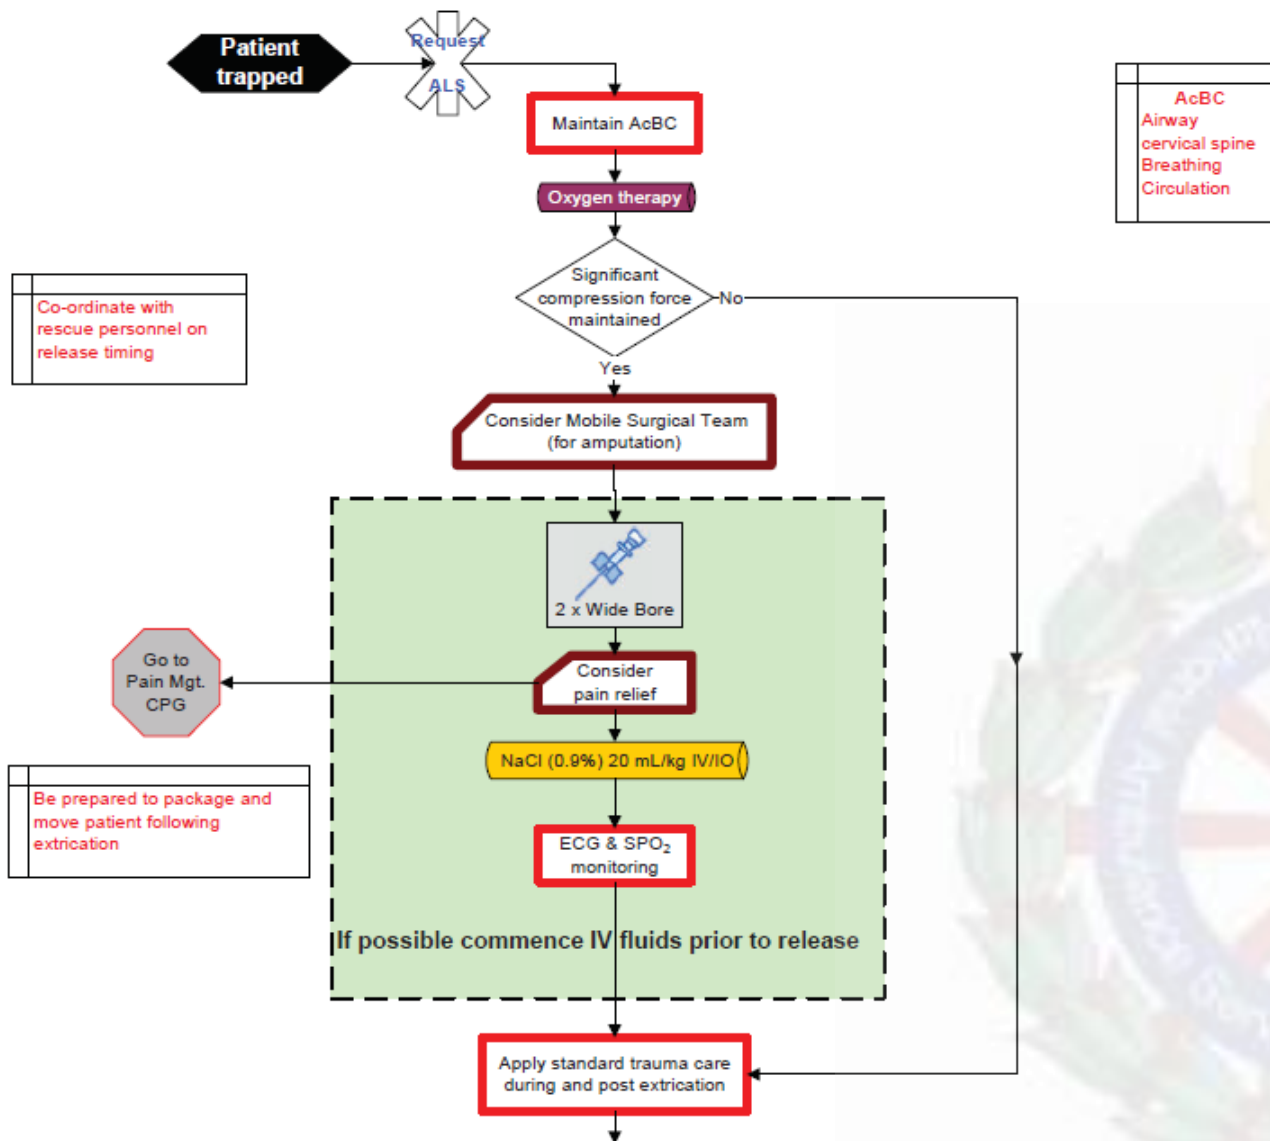 Patient
trapped
Request
ALS
Maintain AcBC
AcBC
Airway
cervical spine
Breathing
Circulation
Oxygen therapy
Significant
compression force
maintained
No
Co-ordinate with
rescue personnel on
release timing
Yes
Consider Mobile Surgical Team
(for amputation)
2 x Wide Bore
Go to
Pain Mgt.
CPG
Consider
pain relief
NaCl (0.9%) 20 mL/kg IV/IO
Be prepared to package and
move patient following
extrication
ECG & SPO₂
monitoring
If possible commence IV fluids prior to release
Apply standard trauma care
during and post extrication